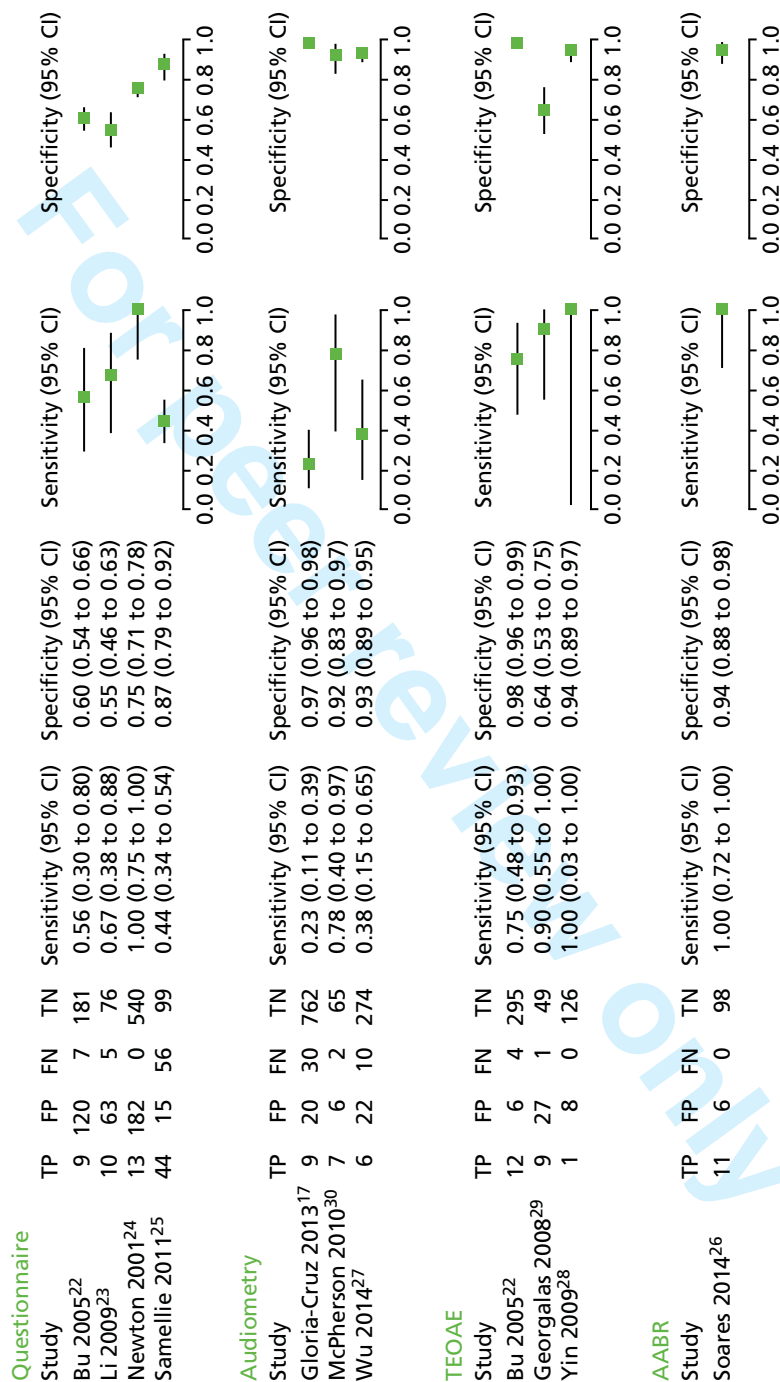 Questionnaire
Study TP FP FN TN Sensitivity (95% CI) Specificity (95% CI) Sensitivity (95% CI) Specificity (95% CI)
Bu 2005²² 9 120 7 181 0.56 (0.30 to 0.80) 0.60 (0.54 to 0.66)
Li 2009²³ 10 63 5 76 0.67 (0.38 to 0.88) 0.55 (0.46 to 0.63)
Newton 2001²⁴ 13 182 0 540 1.00 (0.75 to 1.00) 0.75 (0.71 to 0.78)
Samellie 2011²⁵ 44 15 56 99 0.44 (0.34 to 0.54) 0.87 (0.79 to 0.92)
0.0 0.2 0.4 0.6 0.8 1.0 0.0 0.2 0.4 0.6 0.8 1.0
Audiometry
Study TP FP FN TN Sensitivity (95% CI) Specificity (95% CI) Sensitivity (95% CI) Specificity (95% CI)
Gloria-Cruz 2013¹⁷ 9 20 30 762 0.23 (0.11 to 0.39) 0.97 (0.96 to 0.98)
McPherson 2010³⁰ 7 6 2 65 0.78 (0.40 to 0.97) 0.92 (0.83 to 0.97)
Wu 2014²⁷ 6 22 10 274 0.38 (0.15 to 0.65) 0.93 (0.89 to 0.95)
0.0 0.2 0.4 0.6 0.8 1.0 0.0 0.2 0.4 0.6 0.8 1.0
TEOAE
Study TP FP FN TN Sensitivity (95% CI) Specificity (95% CI) Sensitivity (95% CI) Specificity (95% CI)
Bu 2005²² 12 6 4 295 0.75 (0.48 to 0.93) 0.98 (0.96 to 0.99)
Georgalas 2008²⁹ 9 27 1 49 0.90 (0.55 to 1.00) 0.64 (0.53 to 0.75)
Yin 2009²⁸ 1 8 0 126 1.00 (0.03 to 1.00) 0.94 (0.89 to 0.97)
0.0 0.2 0.4 0.6 0.8 1.0 0.0 0.2 0.4 0.6 0.8 1.0
AABR
Study TP FP FN TN Sensitivity (95% CI) Specificity (95% CI) Sensitivity (95% CI) Specificity (95% CI)
Soares 2014²⁶ 11 6 0 98 1.00 (0.72 to 1.00) 0.94 (0.88 to 0.98)
0.0 0.2 0.4 0.6 0.8 1.0 0.0 0.2 0.4 0.6 0.8 1.0
For peer review only